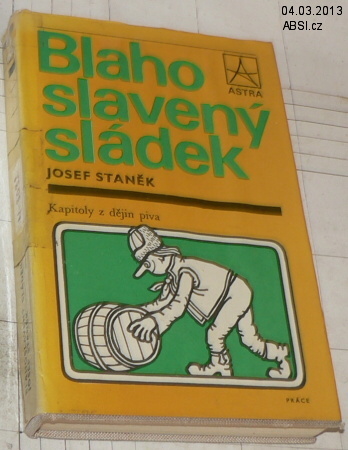 04.03.2013
ABSI.cz
Blaho
slavený
sládek
ASTRA
JOSEF STANĚK
Kapitoly z dějin piva
PRÁCE